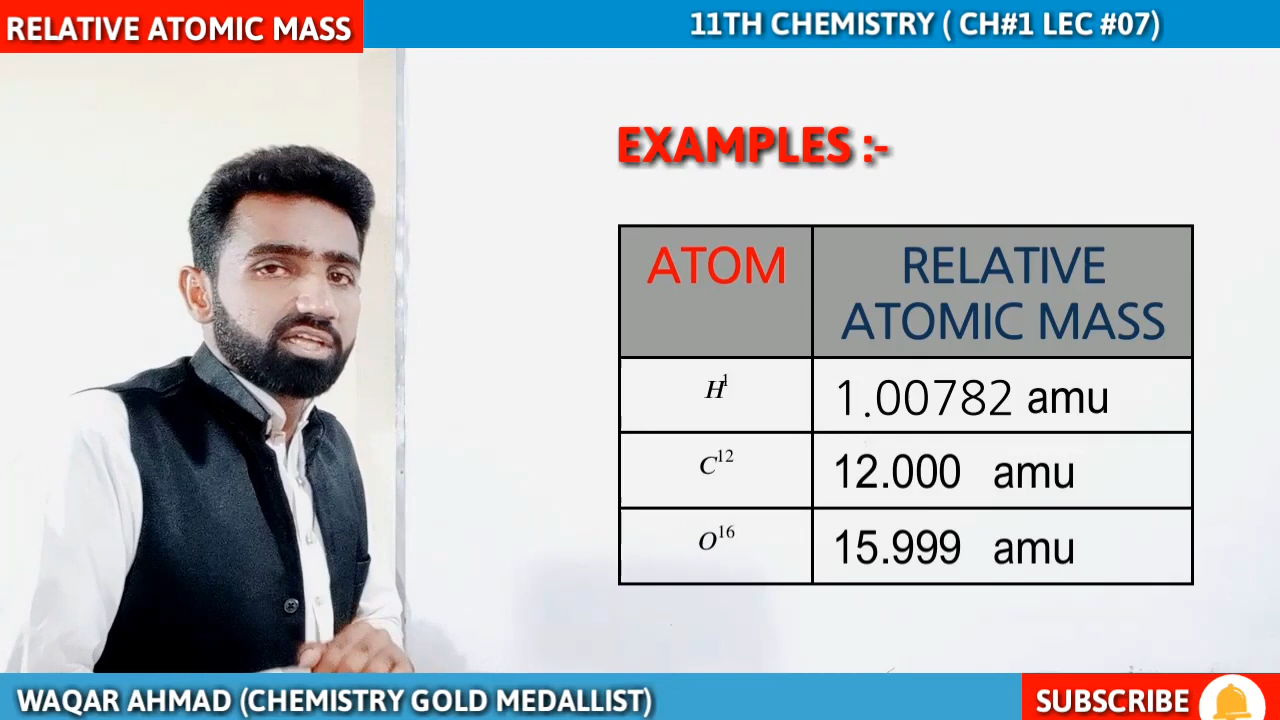 RELATIVE ATOMIC MASS
11TH CHEMISTRY ( CH#1 LEC #07)
EXAMPLES :-
ATOM RELATIVE
ATOMIC MASS
H¹ 1.00782 amu
C¹² 12.000 amu
O¹⁶ 15.999 amu
WAQAR AHMAD (CHEMISTRY GOLD MEDALLIST)
SUBSCRIBE